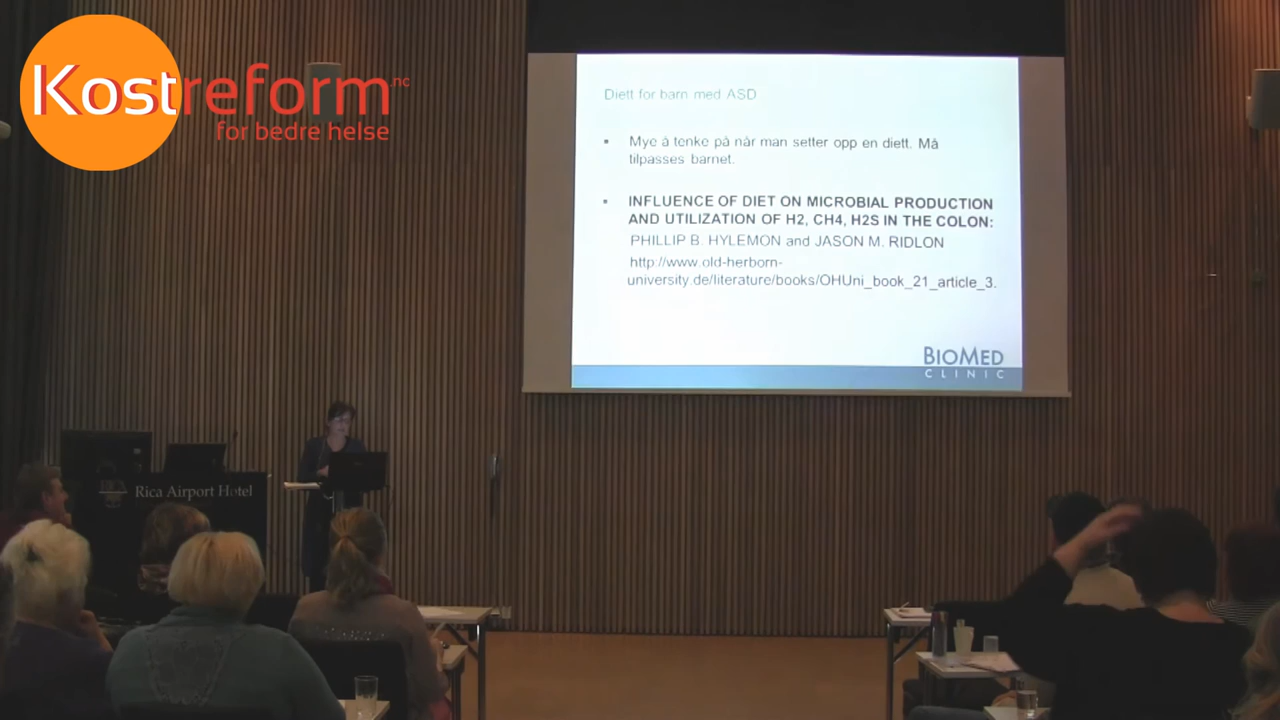 Kostreform.no
for bedre helse
Diett for barn med ASD
• Mye å tenke på når man setter opp en diett. Må
tilpasses barnet.
• INFLUENCE OF DIET ON MICROBIAL PRODUCTION
AND UTILIZATION OF H2, CH4, H2S IN THE COLON:
PHILLIP B. HYLEMON and JASON M. RIDLON
http://www.old-herborn-
university.de/literature/books/OHUni_book_21_article_3.
BIOMED
CLINIC
Rica Airport Hotel